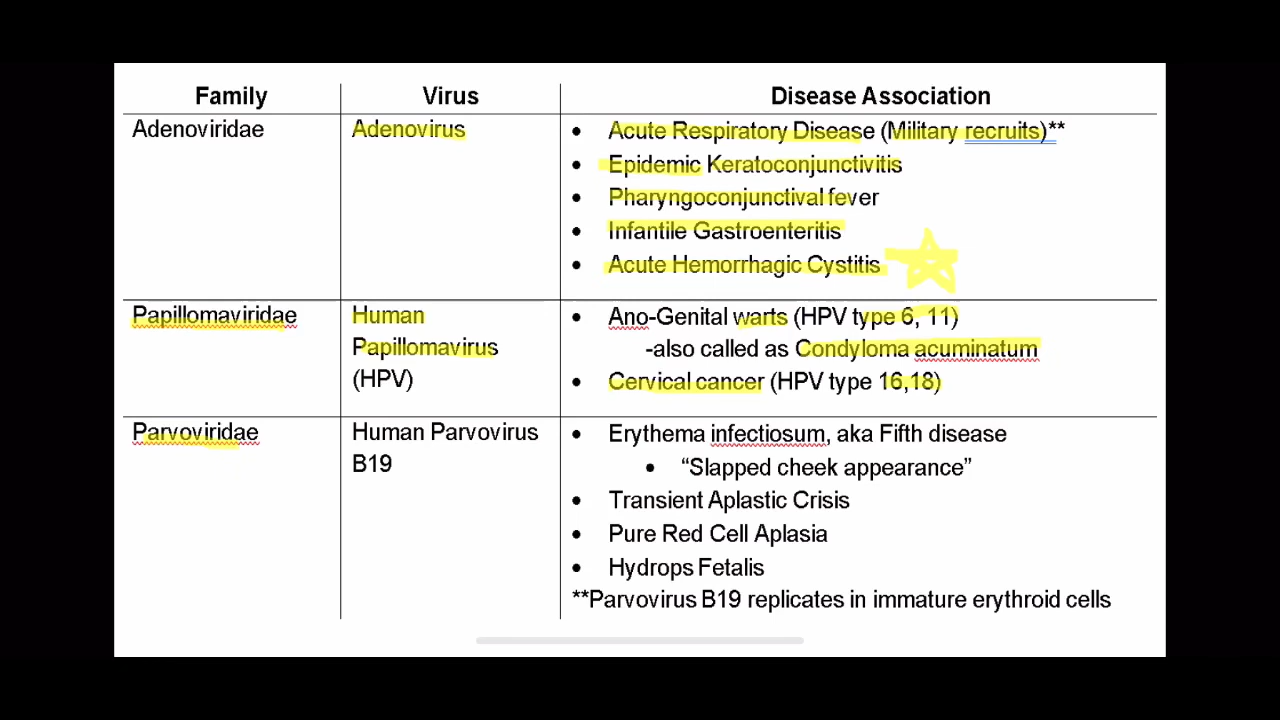 Family Virus Disease Association
Adenoviridae Adenovirus • Acute Respiratory Disease (Military recruits)**
• Epidemic Keratoconjunctivitis
• Pharyngoconjunctival fever
• Infantile Gastroenteritis
• Acute Hemorrhagic Cystitis
Papillomaviridae Human • Ano-Genital warts (HPV type 6, 11)
Papillomavirus -also called as Condyloma acuminatum
(HPV) • Cervical cancer (HPV type 16,18)
Parvoviridae Human Parvovirus • Erythema infectiosum, aka Fifth disease
B19 • “Slapped cheek appearance”
• Transient Aplastic Crisis
• Pure Red Cell Aplasia
• Hydrops Fetalis
**Parvovirus B19 replicates in immature erythroid cells